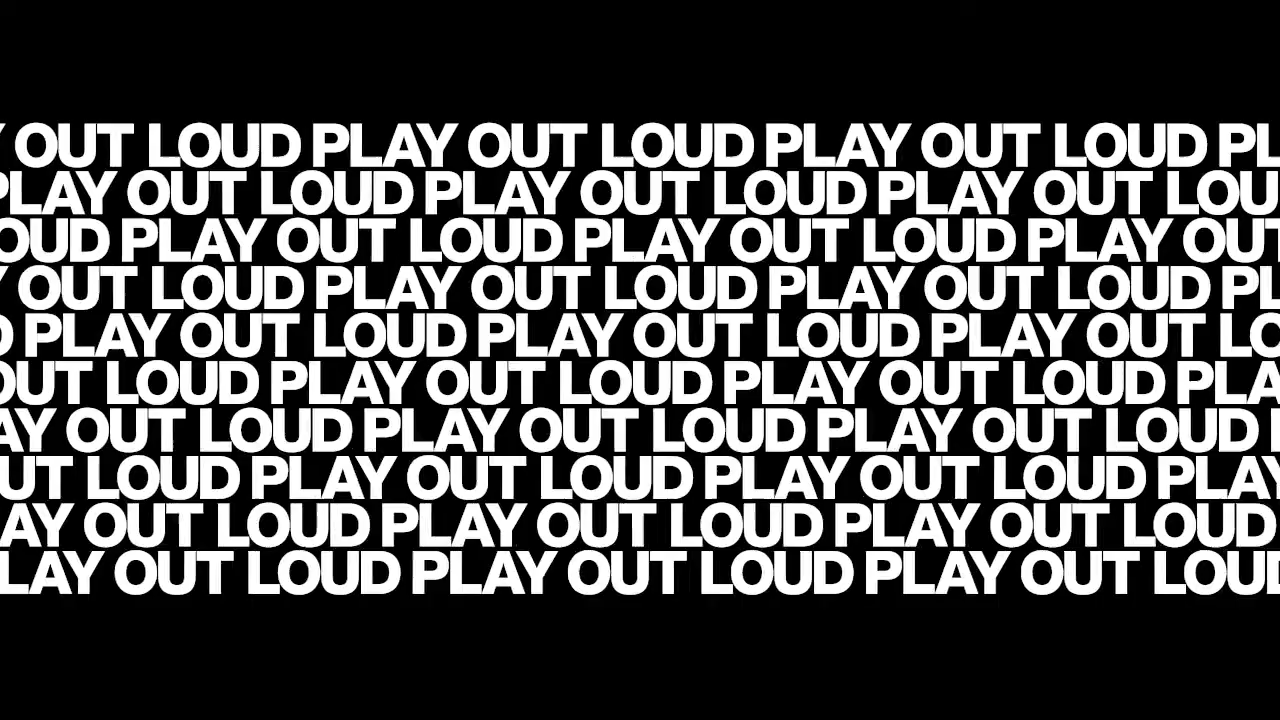 Y OUT LOUD PLAY OUT LOUD PLAY OUT LOUD PL
PLAY OUT LOUD PLAY OUT LOUD PLAY OUT LOU
OUD PLAY OUT LOUD PLAY OUT LOUD PLAY OUT
Y OUT LOUD PLAY OUT LOUD PLAY OUT LOUD PL
D PLAY OUT LOUD PLAY OUT LOUD PLAY OUT LO
OUT LOUD PLAY OUT LOUD PLAY OUT LOUD PLA
AY OUT LOUD PLAY OUT LOUD PLAY OUT LOUD
UT LOUD PLAY OUT LOUD PLAY OUT LOUD PLAY
AY OUT LOUD PLAY OUT LOUD PLAY OUT LOUD
LAY OUT LOUD PLAY OUT LOUD PLAY OUT LOUD